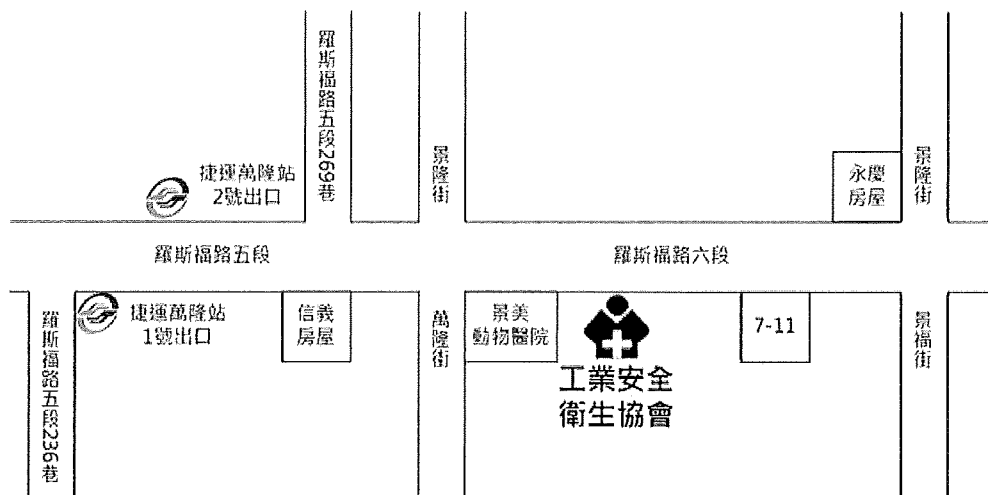 羅斯福路五段269巷
景隆街
景隆街
捷運萬隆站
2號出口
永慶
房屋
羅斯福路五段
羅斯福路六段
羅斯福路五段236巷
捷運萬隆站
1號出口
信義
房屋
萬隆街
景美
動物醫院
7-11
景福街
工業安全
衛生協會